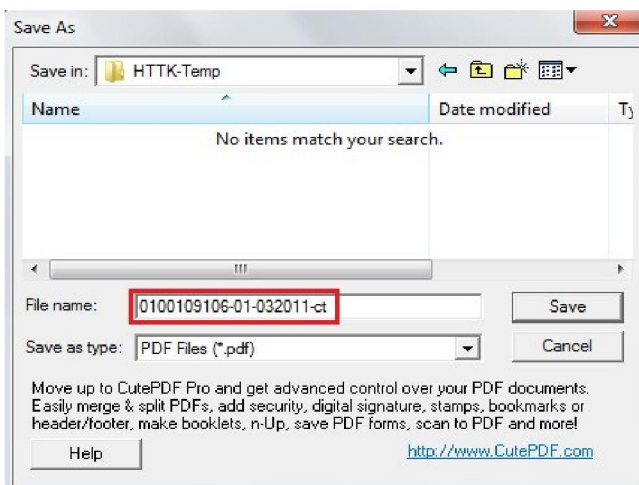 Save As
Save in: HTTK-Temp
Name Date modified Ty
No items match your search.
File name: 0100109106-01-032011-ct Save
Save as type: PDF Files (*.pdf) Cancel
Move up to CutePDF Pro and get advanced control over your PDF documents.
Easily merge & split PDFs, add security, digital signature, stamps, bookmarks or
header/footer, make booklets, n-Up, save PDF forms, scan to PDF and more!
Help http://www.CutePDF.com